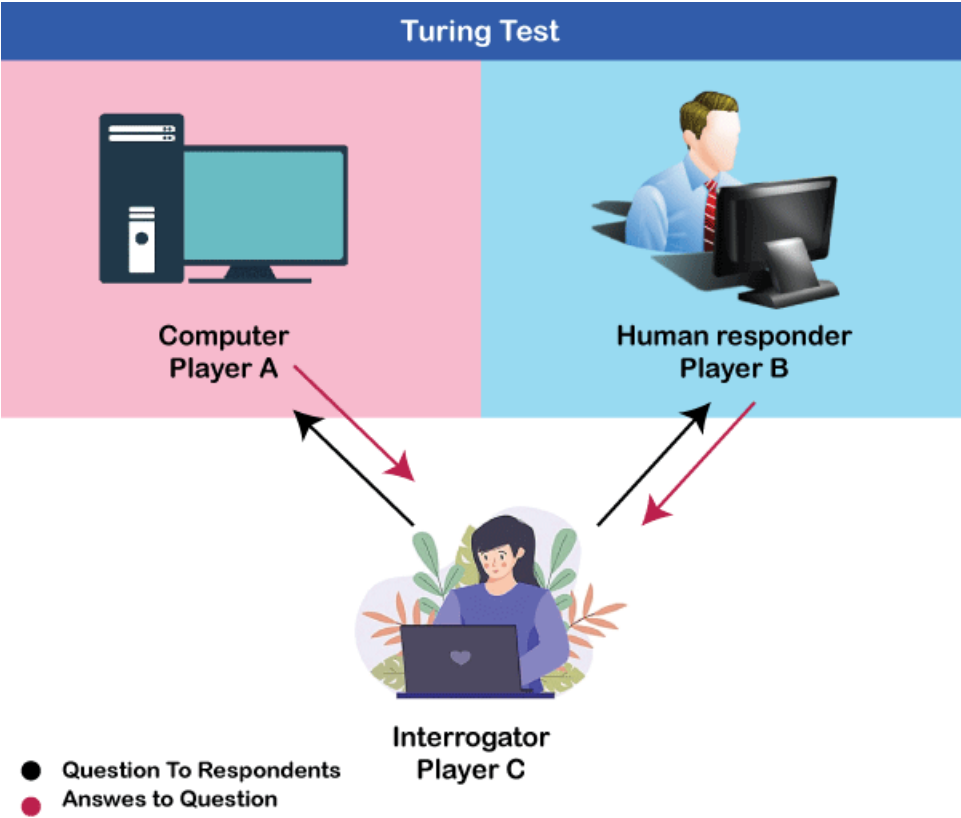 Turing Test
Computer
Player A
Human responder
Player B
Interrogator
Player C
Question To Respondents
Answes to Question